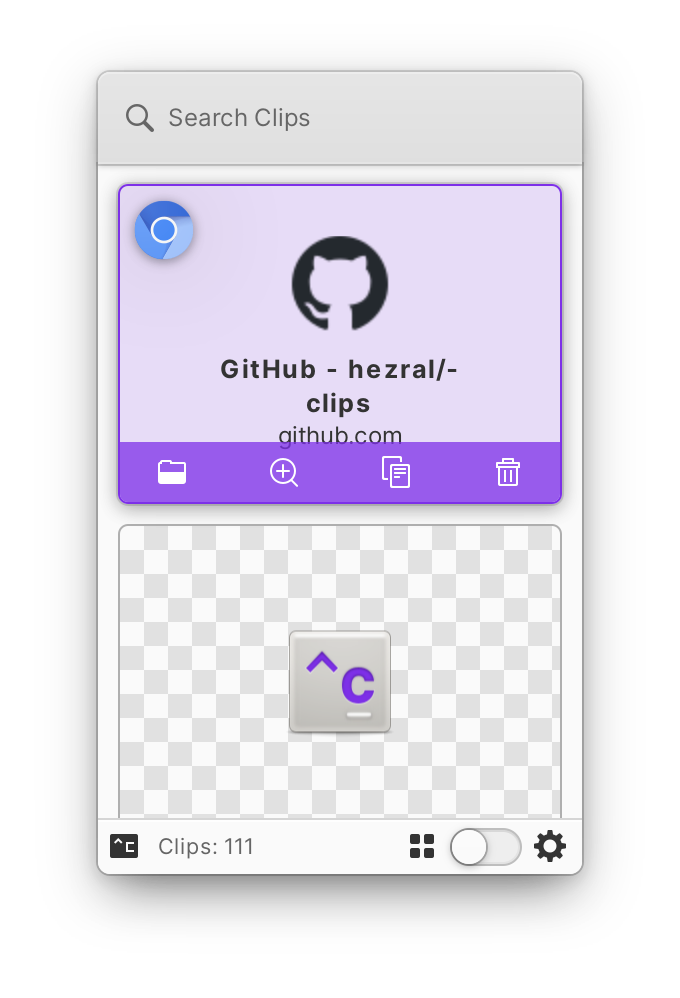 Search Clips
GitHub - hezral/-
clips
github.com
^c
^C
Clips: 111